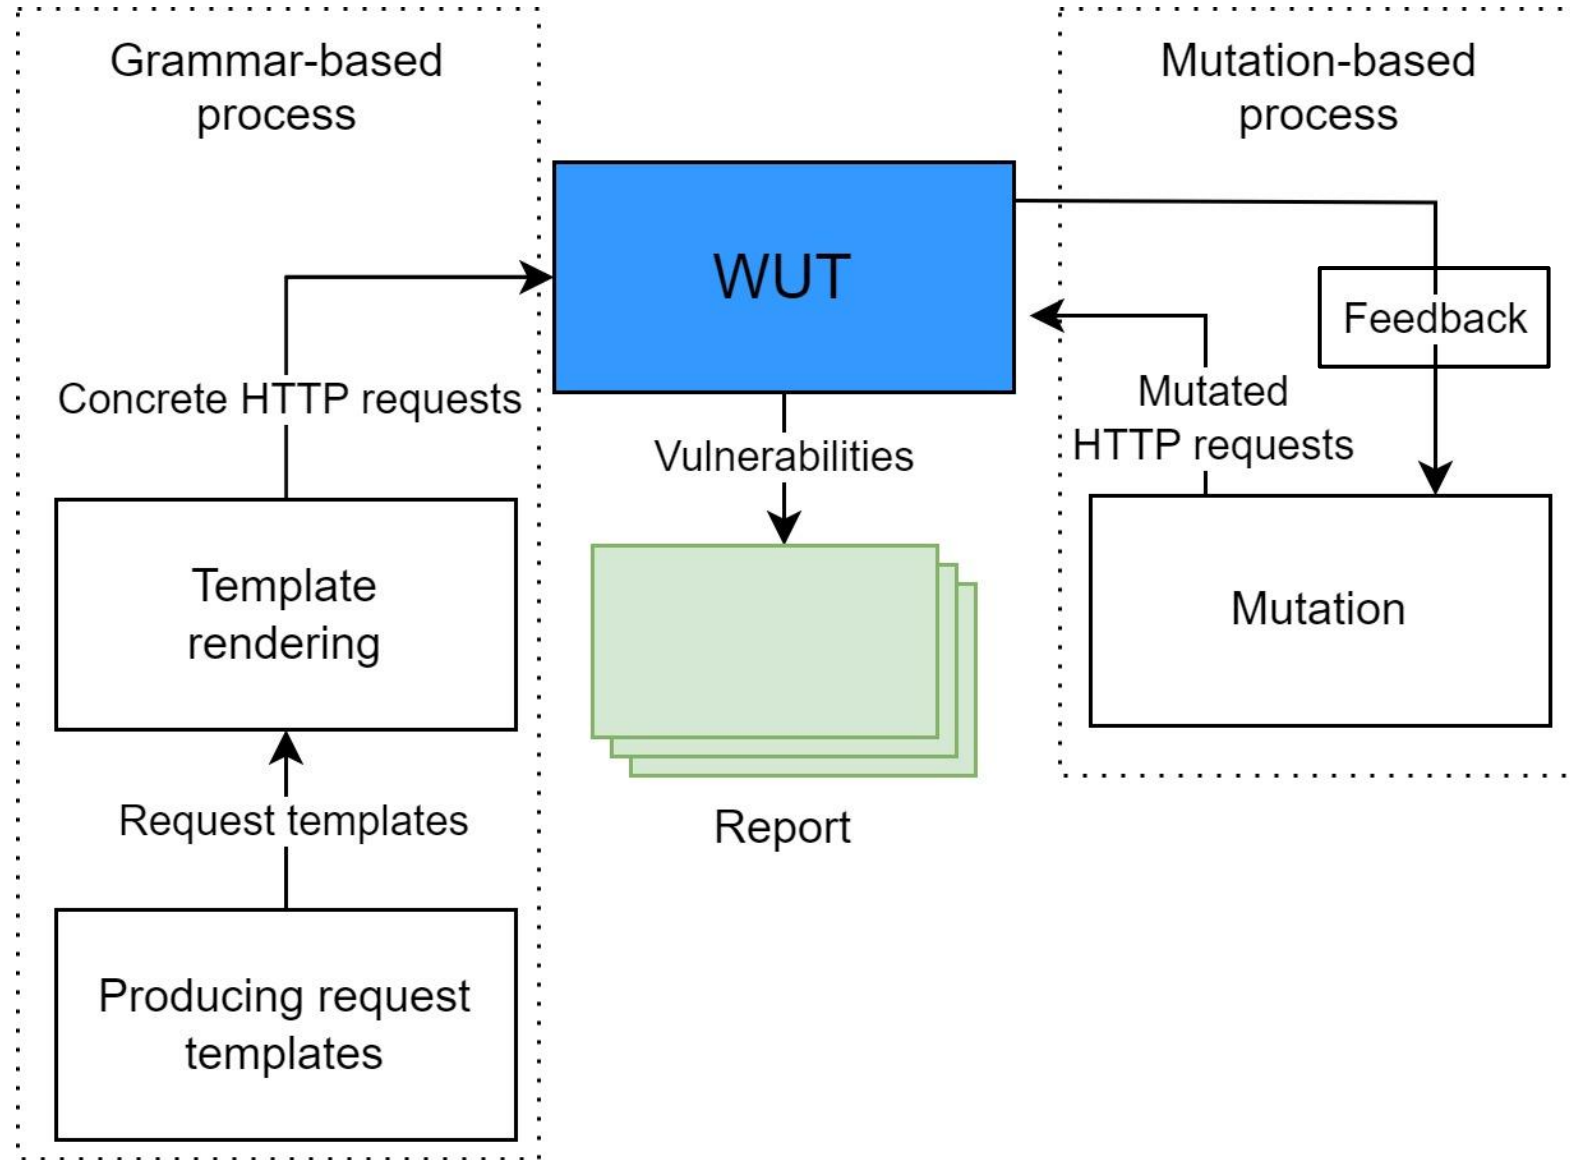 Grammar-based
process
Mutation-based
process
WUT
Feedback
Concrete HTTP requests
Mutated
HTTP requests
Vulnerabilities
Template
rendering
Mutation
Request templates
Report
Producing request
templates